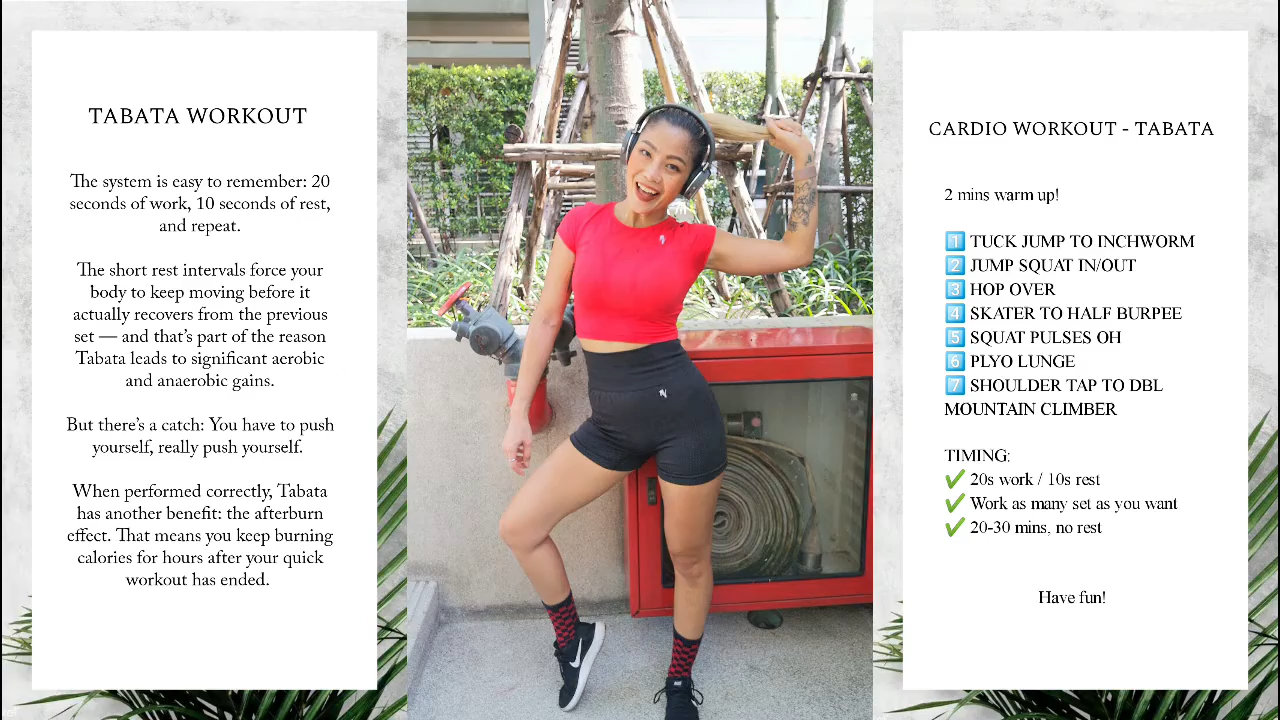 TABATA WORKOUT
The system is easy to remember: 20
seconds of work, 10 seconds of rest,
and repeat.
The short rest intervals force your
body to keep moving before it
actually recovers from the previous
set — and that's part of the reason
Tabata leads to significant aerobic
and anaerobic gains.
But there's a catch: You have to push
yourself, really push yourself.
When performed correctly, Tabata
has another benefit: the afterburn
effect. That means you keep burning
calories for hours after your quick
workout has ended.
CARDIO WORKOUT - TABATA
2 mins warm up!
1️⃣ TUCK JUMP TO INCHWORM
2️⃣ JUMP SQUAT IN/OUT
3️⃣ HOP OVER
4️⃣ SKATER TO HALF BURPEE
5️⃣ SQUAT PULSES OH
6️⃣ PLYO LUNGE
7️⃣ SHOULDER TAP TO DBL
MOUNTAIN CLIMBER
TIMING:
✔️ 20s work / 10s rest
✔️ Work as many set as you want
✔️ 20-30 mins, no rest
Have fun!